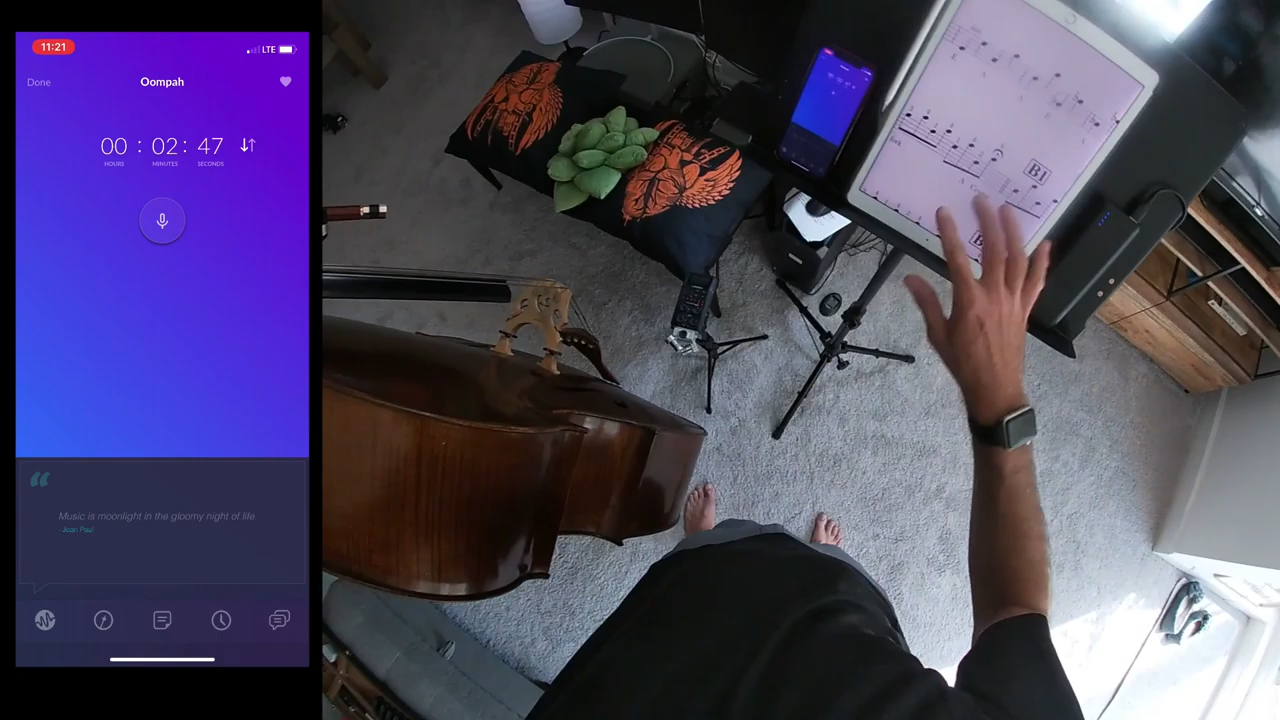 11:21
LTE
Done
Oompah
00 : 02 : 47
HOURS MINUTES SECONDS
Music is moonlight in the gloomy night of life.
- Jean Paul
B1